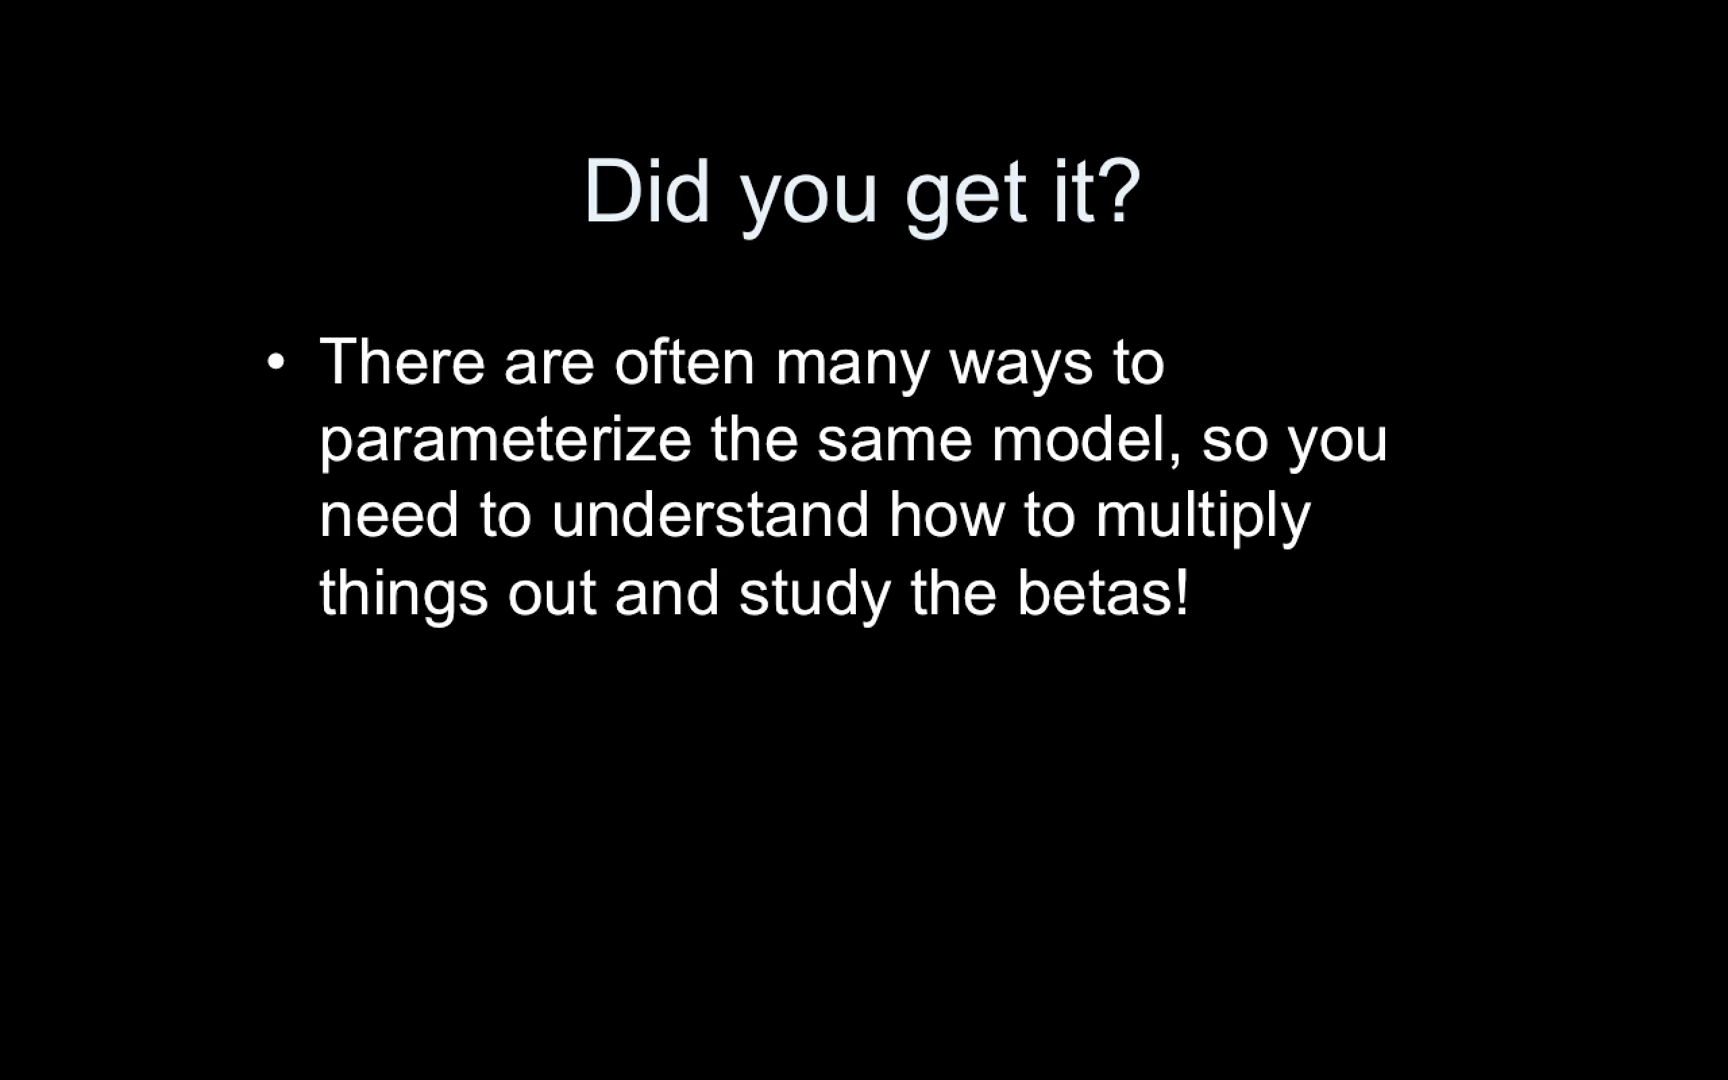 Did you get it?
• There are often many ways to
parameterize the same model, so you
need to understand how to multiply
things out and study the betas!